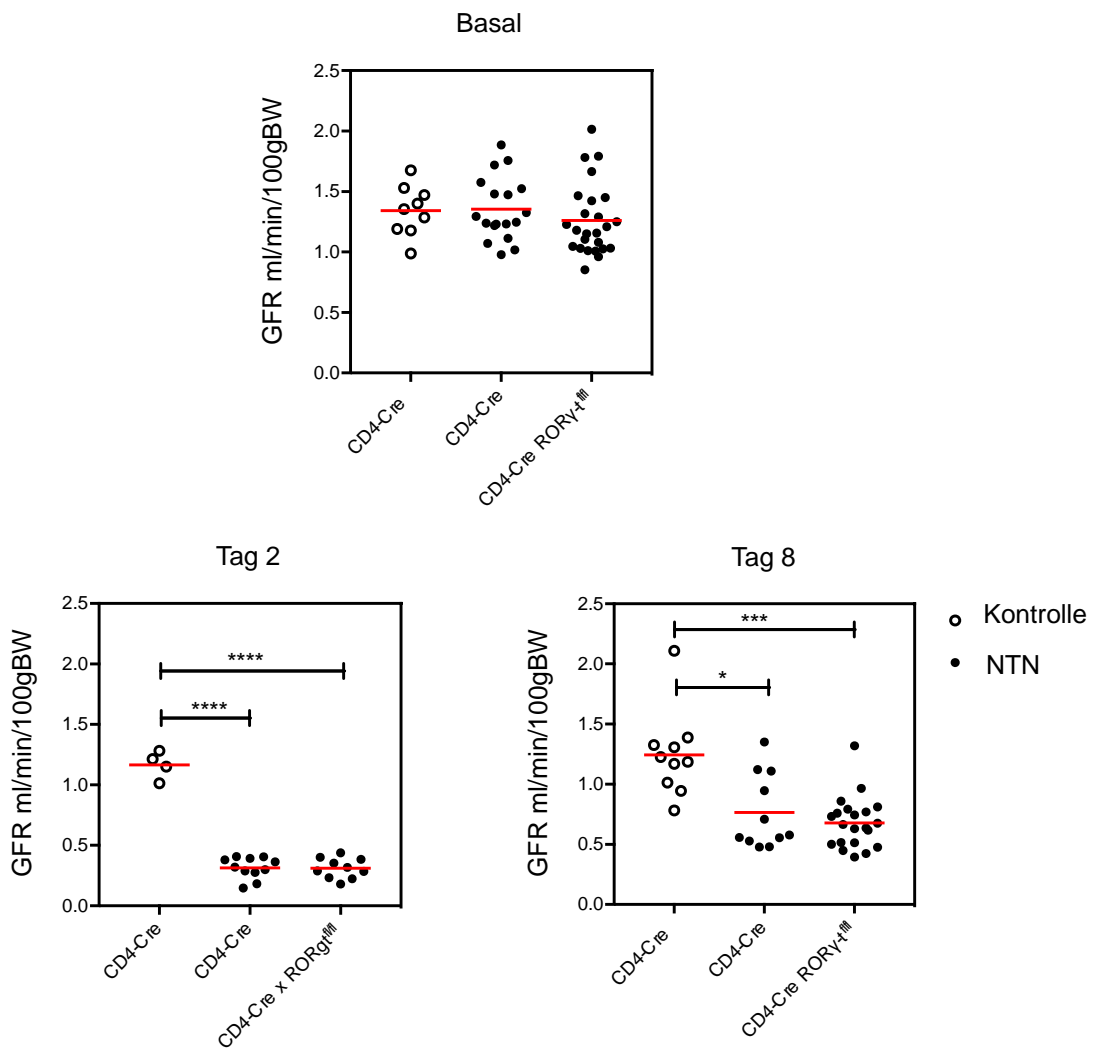 Basal
GFR ml/min/100gBW
2.5
2.0
1.5
1.0
0.5
0.0
CD4-Cre
CD4-Cre
CD4-Cre RORγ-t^fl/fl
Tag 2
GFR ml/min/100gBW
2.5
2.0
1.5
1.0
0.5
0.0
****
****
CD4-Cre
CD4-Cre
CD4-Cre x RORgt^fl/fl
Tag 8
GFR ml/min/100gBW
2.5
2.0
1.5
1.0
0.5
0.0
***
*
CD4-Cre
CD4-Cre
CD4-Cre RORγ-t^fl/fl
Kontrolle
NTN